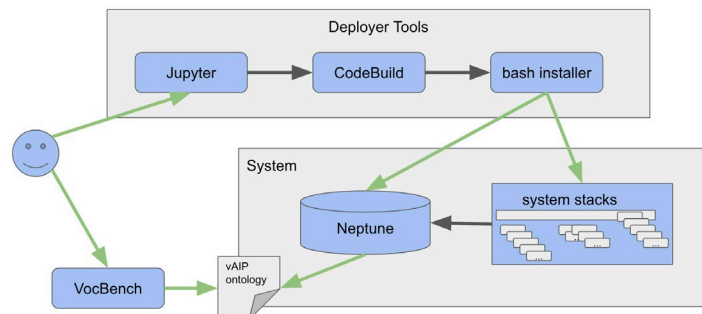 Deployer Tools
Jupyter
CodeBuild
bash installer
System
system stacks
Neptune
...
...
...
vAIP
ontology
VocBench